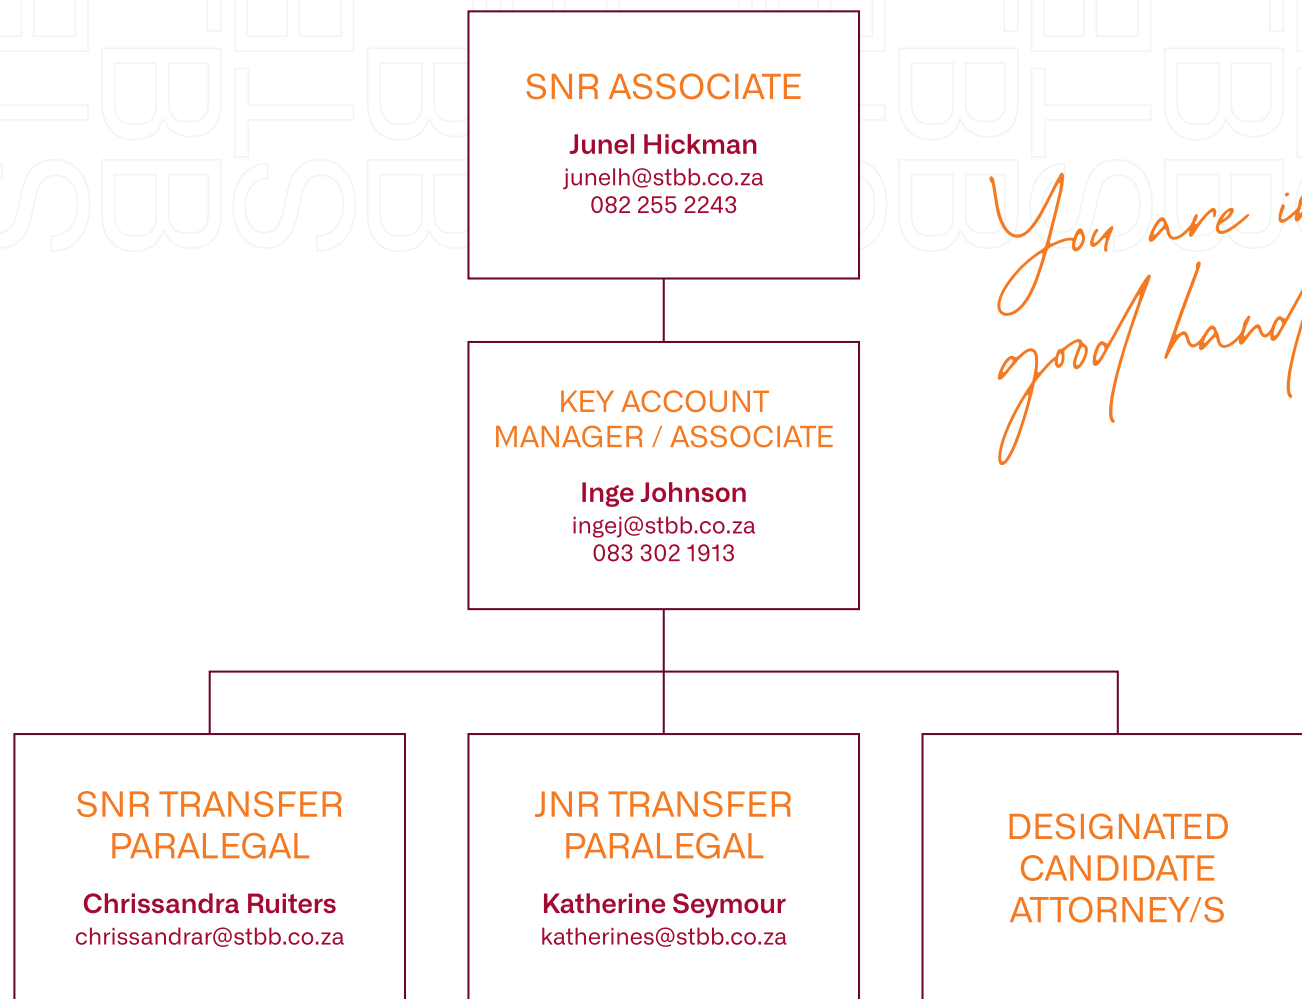 SNR ASSOCIATE
Junel Hickman
junelh@stbb.co.za
082 255 2243
You are
good
KEY ACCOUNT
MANAGER / ASSOCIATE
Inge Johnson
ingej@stbb.co.za
083 302 1913
SNR TRANSFER
PARALEGAL
Chrissandra Ruiters
chrissandrar@stbb.co.za
JNR TRANSFER
PARALEGAL
Katherine Seymour
katherines@stbb.co.za
DESIGNATED
CANDIDATE
ATTORNEY/S